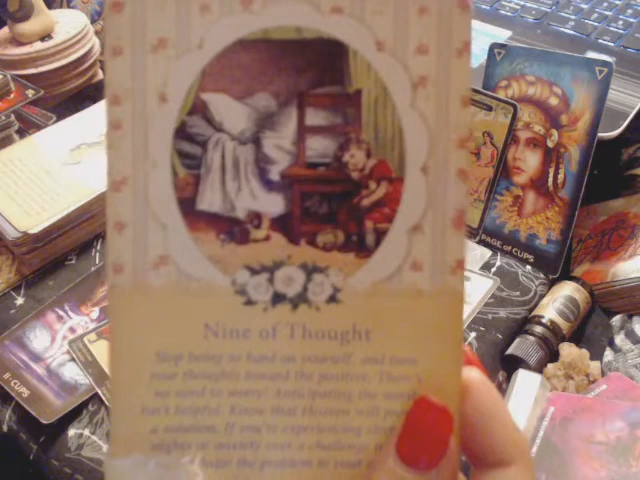 Nine of Thought
Stop being so hard on yourself, and turn
your thoughts toward the positive. There's
no need to worry! Anticipating the worst
isn't helpful. Know that Heaven will
a solution. If you're experiencing
nights or anxiety over a challenge
the problem to your
PAGE of CUPS
II · CUPS